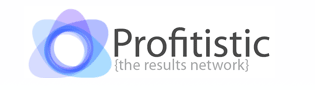 Profitistic
{the results network}